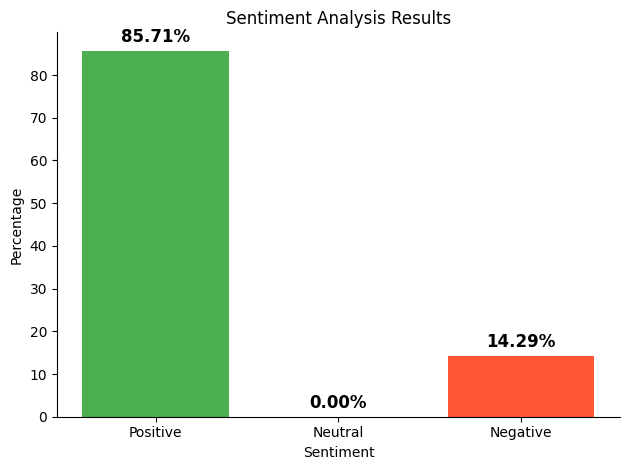 Sentiment Analysis Results
85.71%
80
70
60
50
40
30
20
14.29%
10
0.00%
0
Percentage
Positive
Neutral
Negative
Sentiment